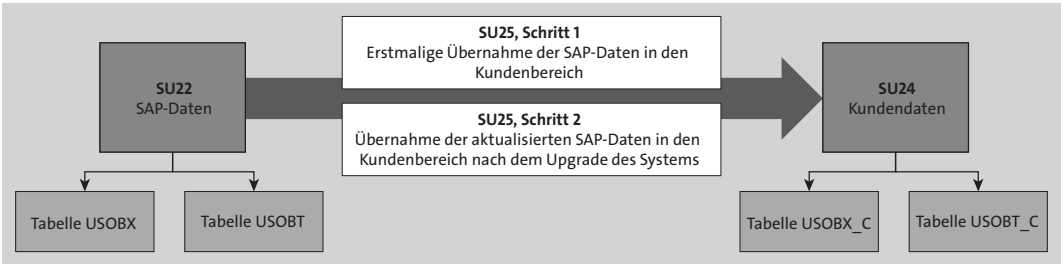 SU25, Schritt 1
Erstmalige Übernahme der SAP-Daten in den
Kundenbereich
SU22
SAP-Daten
SU24
Kundendaten
SU25, Schritt 2
Übernahme der aktualisierten SAP-Daten in den
Kundenbereich nach dem Upgrade des Systems
Tabelle USOBX
Tabelle USOBT
Tabelle USOBX_C
Tabelle USOBT_C